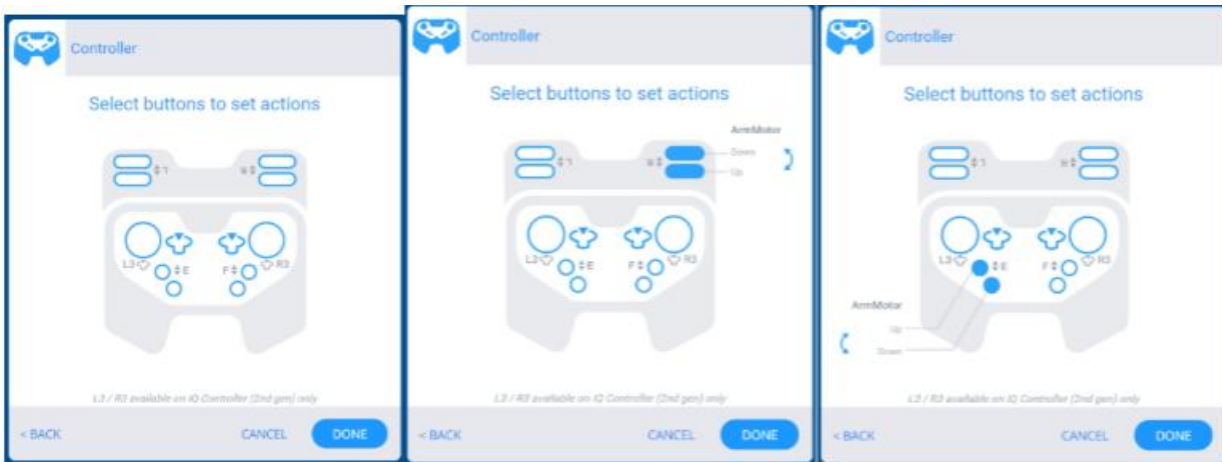 Controller
Select buttons to set actions
L
R
L3
E
F
R3
L3 / R3 available on IQ Controller (2nd gen) only
< BACK
CANCEL
DONE
Controller
Select buttons to set actions
ArmMotor
Down
Up
L
R
L3
E
F
R3
L3 / R3 available on IQ Controller (2nd gen) only
< BACK
CANCEL
DONE
Controller
Select buttons to set actions
L
R
L3
E
F
R3
ArmMotor
Up
Down
L3 / R3 available on IQ Controller (2nd gen) only
< BACK
CANCEL
DONE